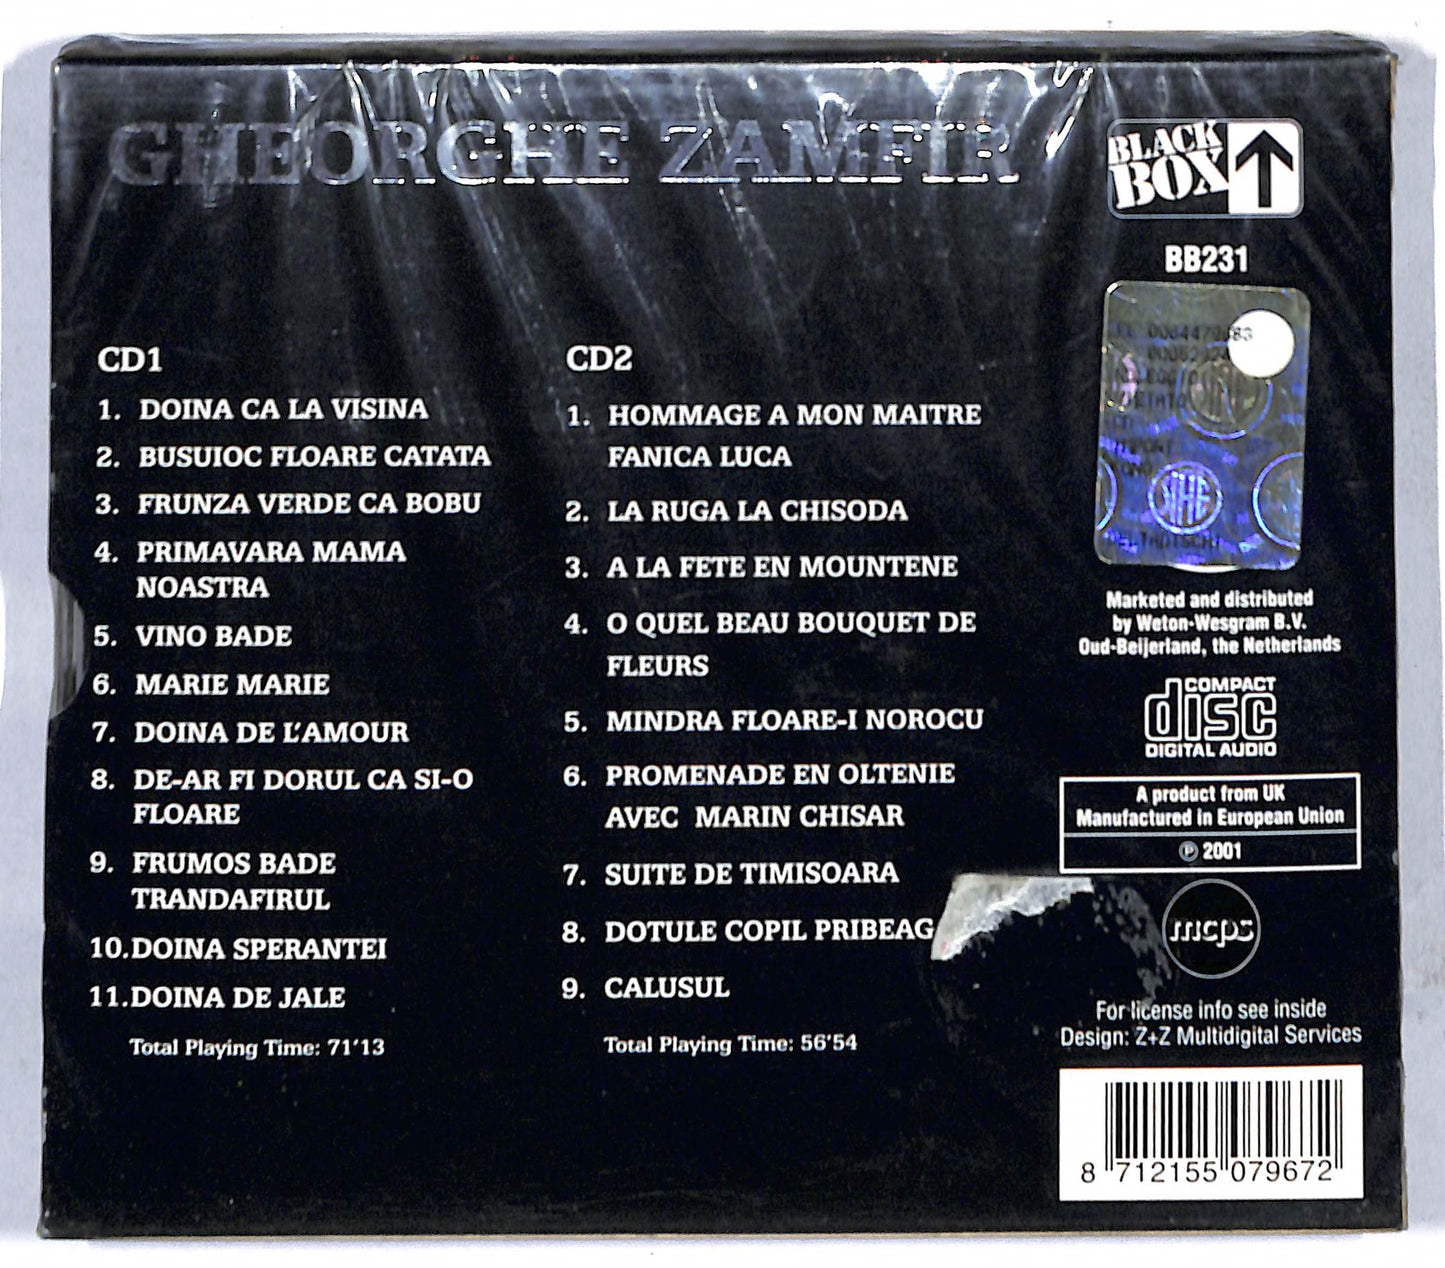 GHEORGHE ZAMFIR
BLACK
BOX
BB231
CD1
1. DOINA CA LA VISINA
2. BUSUIOC FLOARE CATATA
3. FRUNZA VERDE CA BOBU
4. PRIMAVARA MAMA
NOASTRA
5. VINO BADE
6. MARIE MARIE
7. DOINA DE L'AMOUR
8. DE-AR FI DORUL CA SI-O
FLOARE
9. FRUMOS BADE
TRANDAFIRUL
10. DOINA SPERANTEI
11. DOINA DE JALE
Total Playing Time: 71'13
CD2
1. HOMMAGE A MON MAITRE
FANICA LUCA
2. LA RUGA LA CHISODA
3. A LA FETE EN MOUNTENE
4. O QUEL BEAU BOUQUET DE
FLEURS
5. MINDRA FLOARE-I NOROCU
6. PROMENADE EN OLTENIE
AVEC MARIN CHISAR
7. SUITE DE TIMISOARA
8. DOTULE COPIL PRIBEAG
9. CALUSUL
Total Playing Time: 56'54
Marketed and distributed
by Weton-Wesgram B.V.
Oud-Beijerland, the Netherlands
COMPACT
disc
DIGITAL AUDIO
A product from UK
Manufactured in European Union
℗ 2001
mcps
For license info see inside
Design: Z+Z Multidigital Services
8 712155 079672